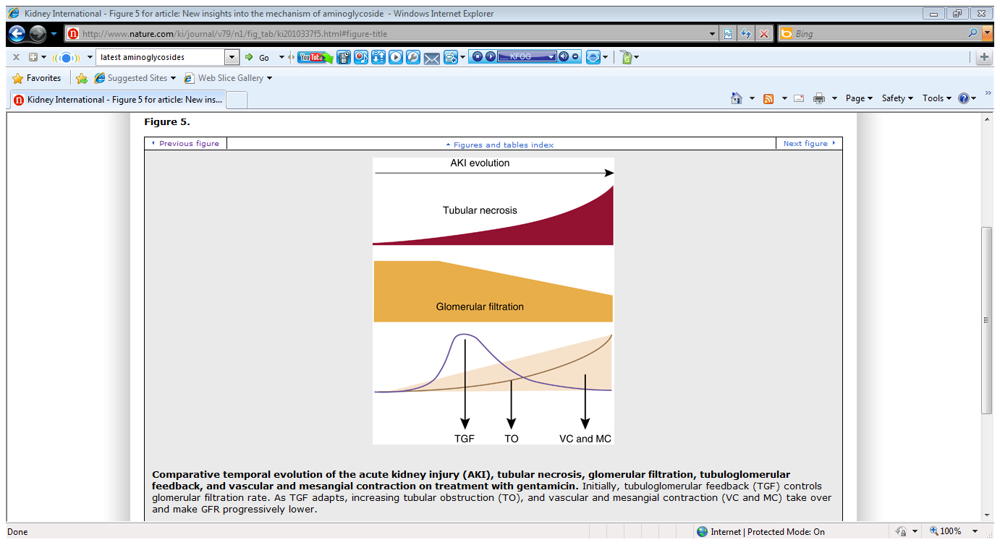 Kidney International - Figure 5 for article: New insights into the mechanism of aminoglycoside - Windows Internet Explorer
http://www.nature.com/ki/journal/v79/n1/fig_tab/ki2010337f5.html#figure-title
Bing
latest aminoglycosides
Go
You Tube
KFOG
Favorites
Suggested Sites
Web Slice Gallery
Kidney International - Figure 5 for article: New ins...
Page
Safety
Tools
Figure 5.
Previous figure
Figures and tables index
Next figure
AKI evolution
Tubular necrosis
Glomerular filtration
TGF
TO
VC and MC
Comparative temporal evolution of the acute kidney injury (AKI), tubular necrosis, glomerular filtration, tubuloglomerular
feedback, and vascular and mesangial contraction on treatment with gentamicin. Initially, tubuloglomerular feedback (TGF) controls
glomerular filtration rate. As TGF adapts, increasing tubular obstruction (TO), and vascular and mesangial contraction (VC and MC) take over
and make GFR progressively lower.
Done
Internet | Protected Mode: On
100%